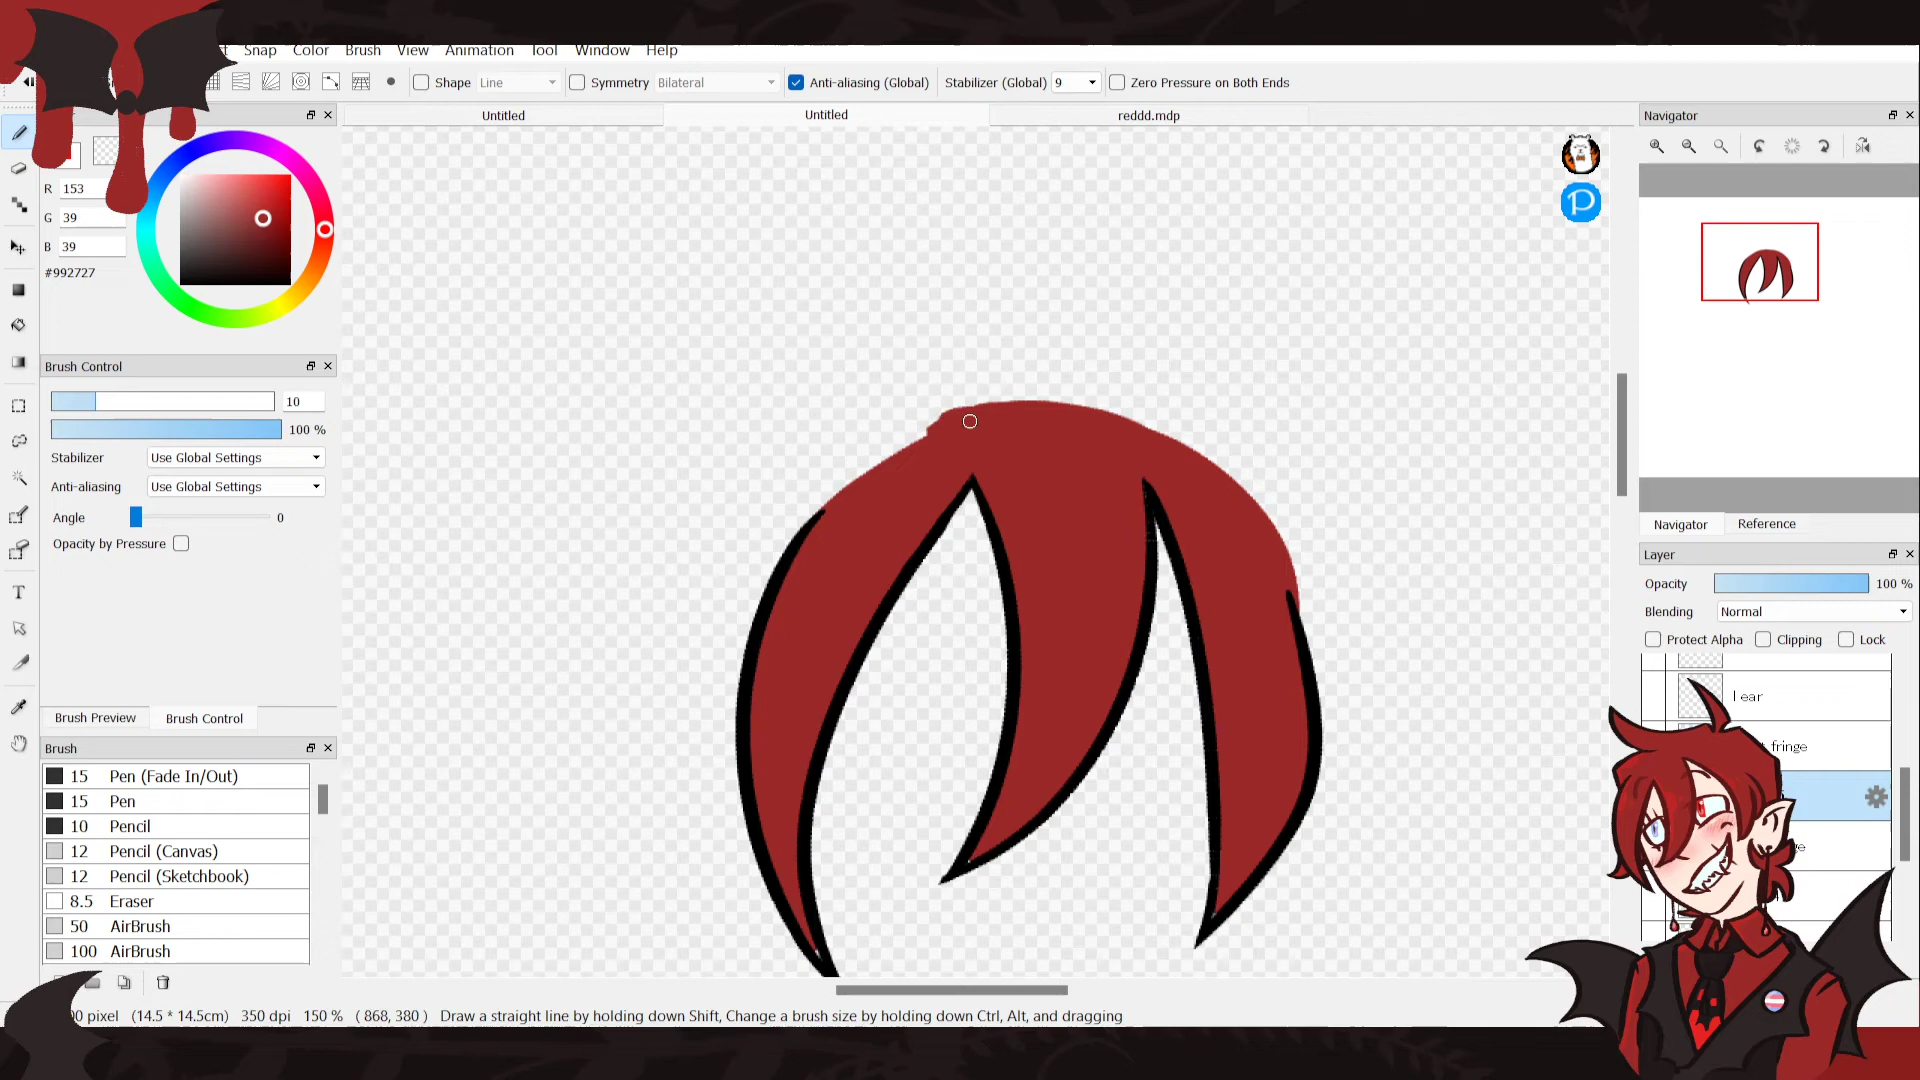 Snap Color Brush View Animation Tool Window Help
Shape Line Symmetry Bilateral Anti-aliasing (Global) Stabilizer (Global) 9 Zero Pressure on Both Ends
Untitled Untitled reddd.mdp
R 153
G 39
B 39
#992727
Brush Control
10
100 %
Stabilizer Use Global Settings
Anti-aliasing Use Global Settings
Angle 0
Opacity by Pressure
Brush Preview Brush Control
Brush
15 Pen (Fade In/Out)
15 Pen
10 Pencil
12 Pencil (Canvas)
12 Pencil (Sketchbook)
8.5 Eraser
50 AirBrush
100 AirBrush
pixel (14.5 * 14.5cm) 350 dpi 150 % ( 868, 380 ) Draw a straight line by holding down Shift, Change a brush size by holding down Ctrl, Alt, and dragging
Navigator
Navigator Reference
Layer
Opacity 100 %
Blending Normal
Protect Alpha Clipping Lock
l ear
fringe